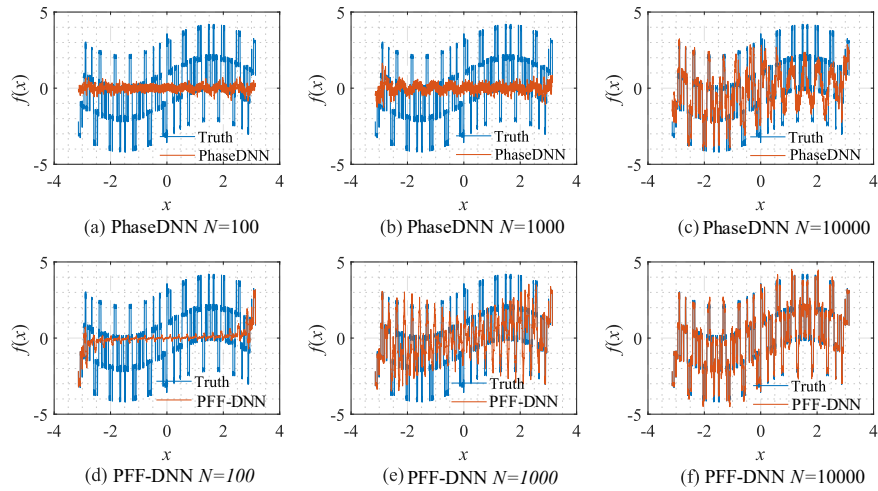 5
0
-5
f(x)
Truth
PhaseDNN
-4 -2 0 2 4
x
(a) PhaseDNN N=100
5
0
-5
f(x)
Truth
PhaseDNN
-4 -2 0 2 4
x
(b) PhaseDNN N=1000
5
0
-5
f(x)
Truth
PhaseDNN
-4 -2 0 2 4
x
(c) PhaseDNN N=10000
5
0
-5
f(x)
Truth
PFF-DNN
-4 -2 0 2 4
x
(d) PFF-DNN N=100
5
0
-5
f(x)
Truth
PFF-DNN
-4 -2 0 2 4
x
(e) PFF-DNN N=1000
5
0
-5
f(x)
Truth
PFF-DNN
-4 -2 0 2 4
x
(f) PFF-DNN N=10000